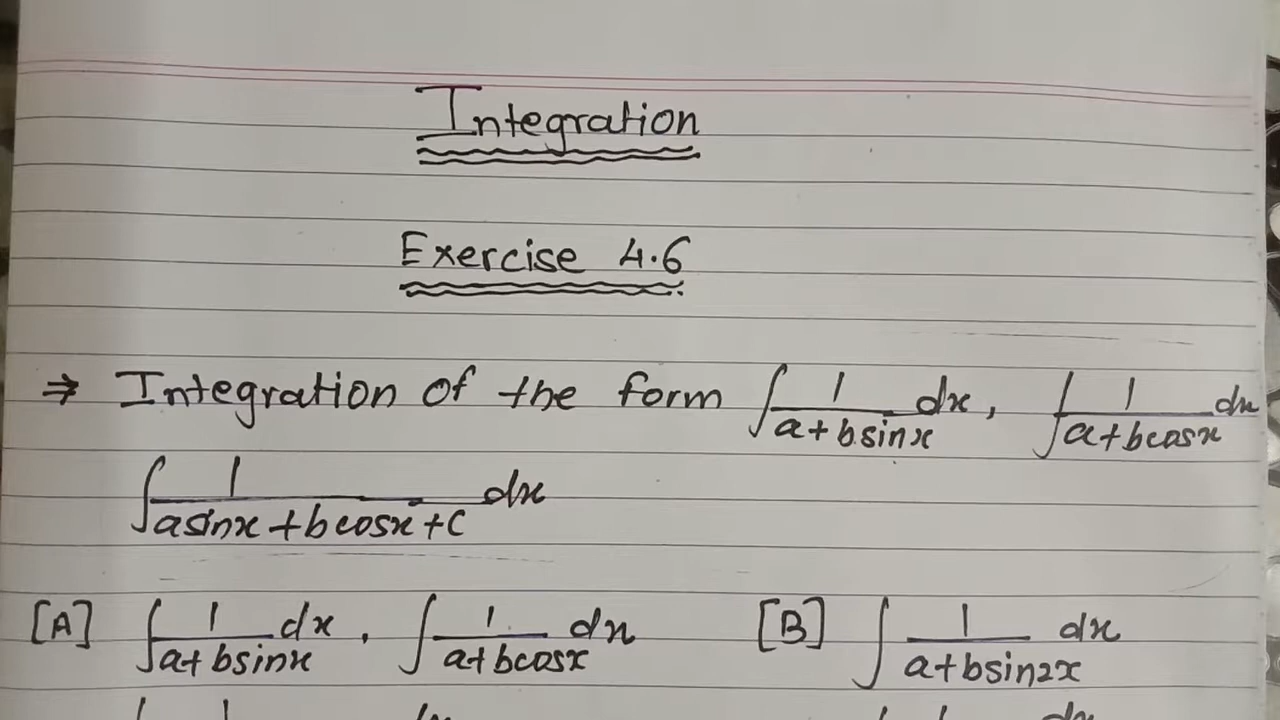 Integration
Exercise 4.6
⇒ Integration of the form ∫ 1/(a+bsinx) dx, ∫ 1/(a+bcosx) dx
∫ 1/(asinx+bcosx+c) dx
[A] ∫ 1/(a+bsinx) dx, ∫ 1/(a+bcosx) dx [B] ∫ 1/(a+bsin2x) dx